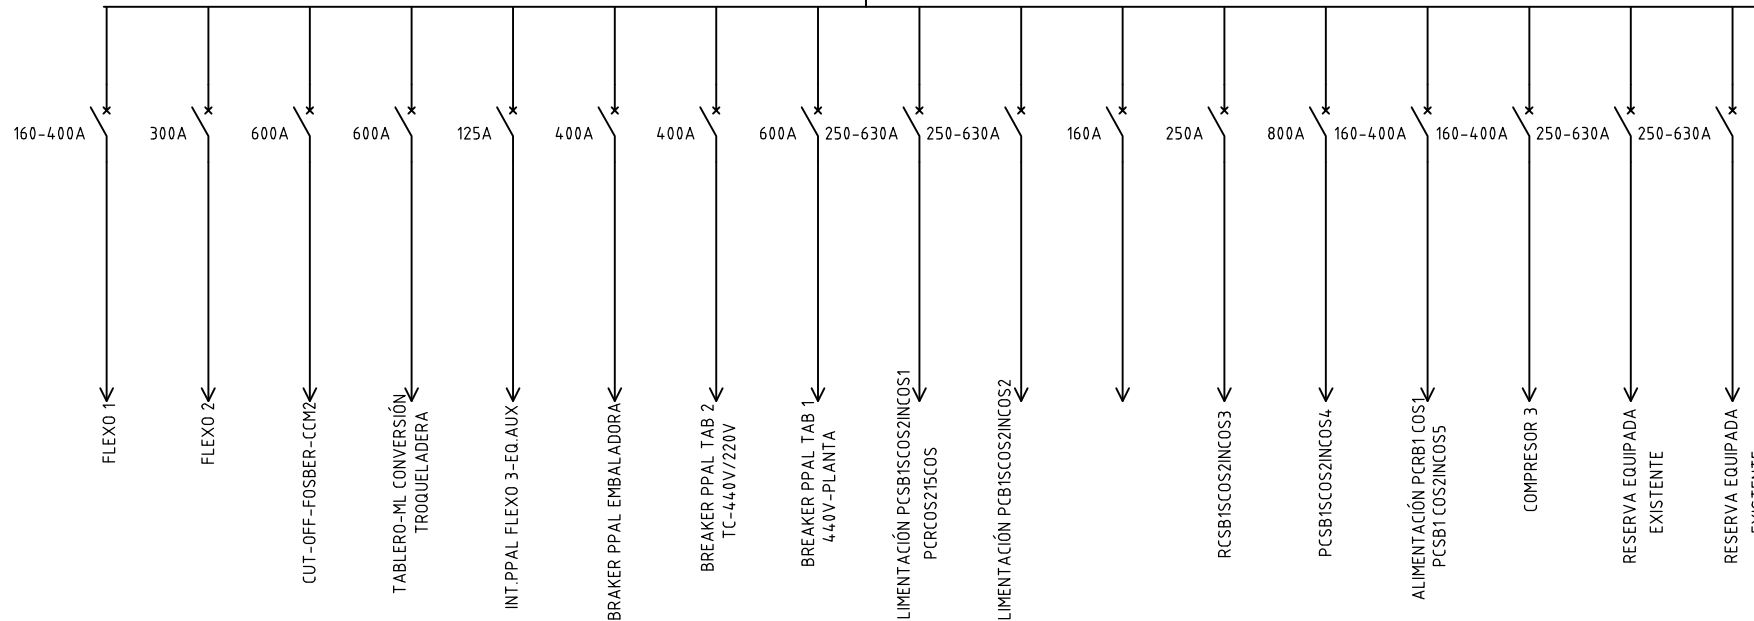 160-400A
300A
600A
600A
125A
400A
400A
600A
250-630A
250-630A
160A
250A
800A
160-400A
160-400A
250-630A
250-630A
FLEXO 1
FLEXO 2
CUT-OFF-FOSBER-CCM2
TABLERO-ML CONVERSIÓN
TROQUELADERA
INT.PPAL FLEXO 3-EQ.AUX
BRAKER PPAL EMBALADORA
BREAKER PPAL TAB 2
TC-440V/220V
BREAKER PPAL TAB 1
440V-PLANTA
LIMENTACIÓN PCSB1SCOS2INCOS1
PCRCOS215COS
LIMENTACIÓN PCB1SCOS2INCOS2
RCSB1SCOS2INCOS3
PCSB1SCOS2INCOS4
ALIMENTACIÓN PCRB1 COS1
PCSB1 COS2INCOS5
COMPRESOR 3
RESERVA EQUIPADA
EXISTENTE
RESERVA EQUIPADA